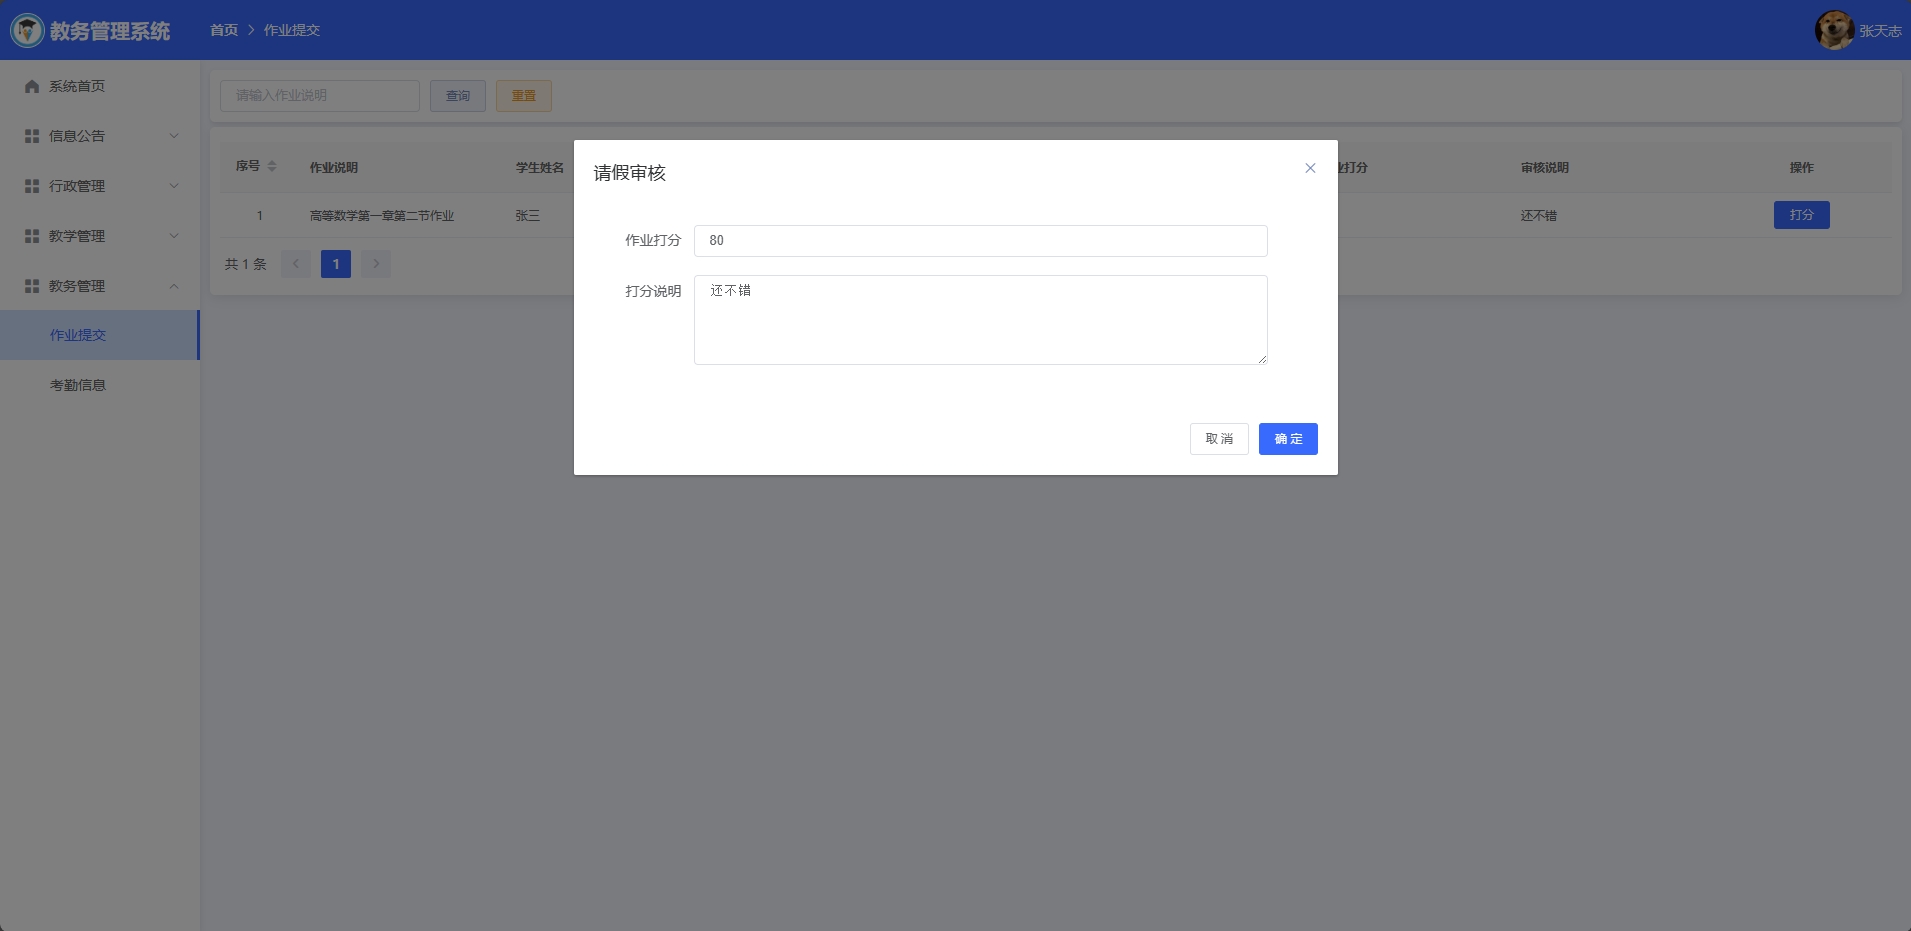 教务管理系统
首页 > 作业提交
张天志
系统首页
信息公告
行政管理
教学管理
教务管理
作业提交
考勤信息
请输入作业说明
查询
重置
序号 作业说明 学生姓名 打分 审核说明 操作
1 高等数学第一章第二节作业 张三 还不错 打分
共 1 条
1
请假审核
作业打分 80
打分说明 还不错
取 消
确 定